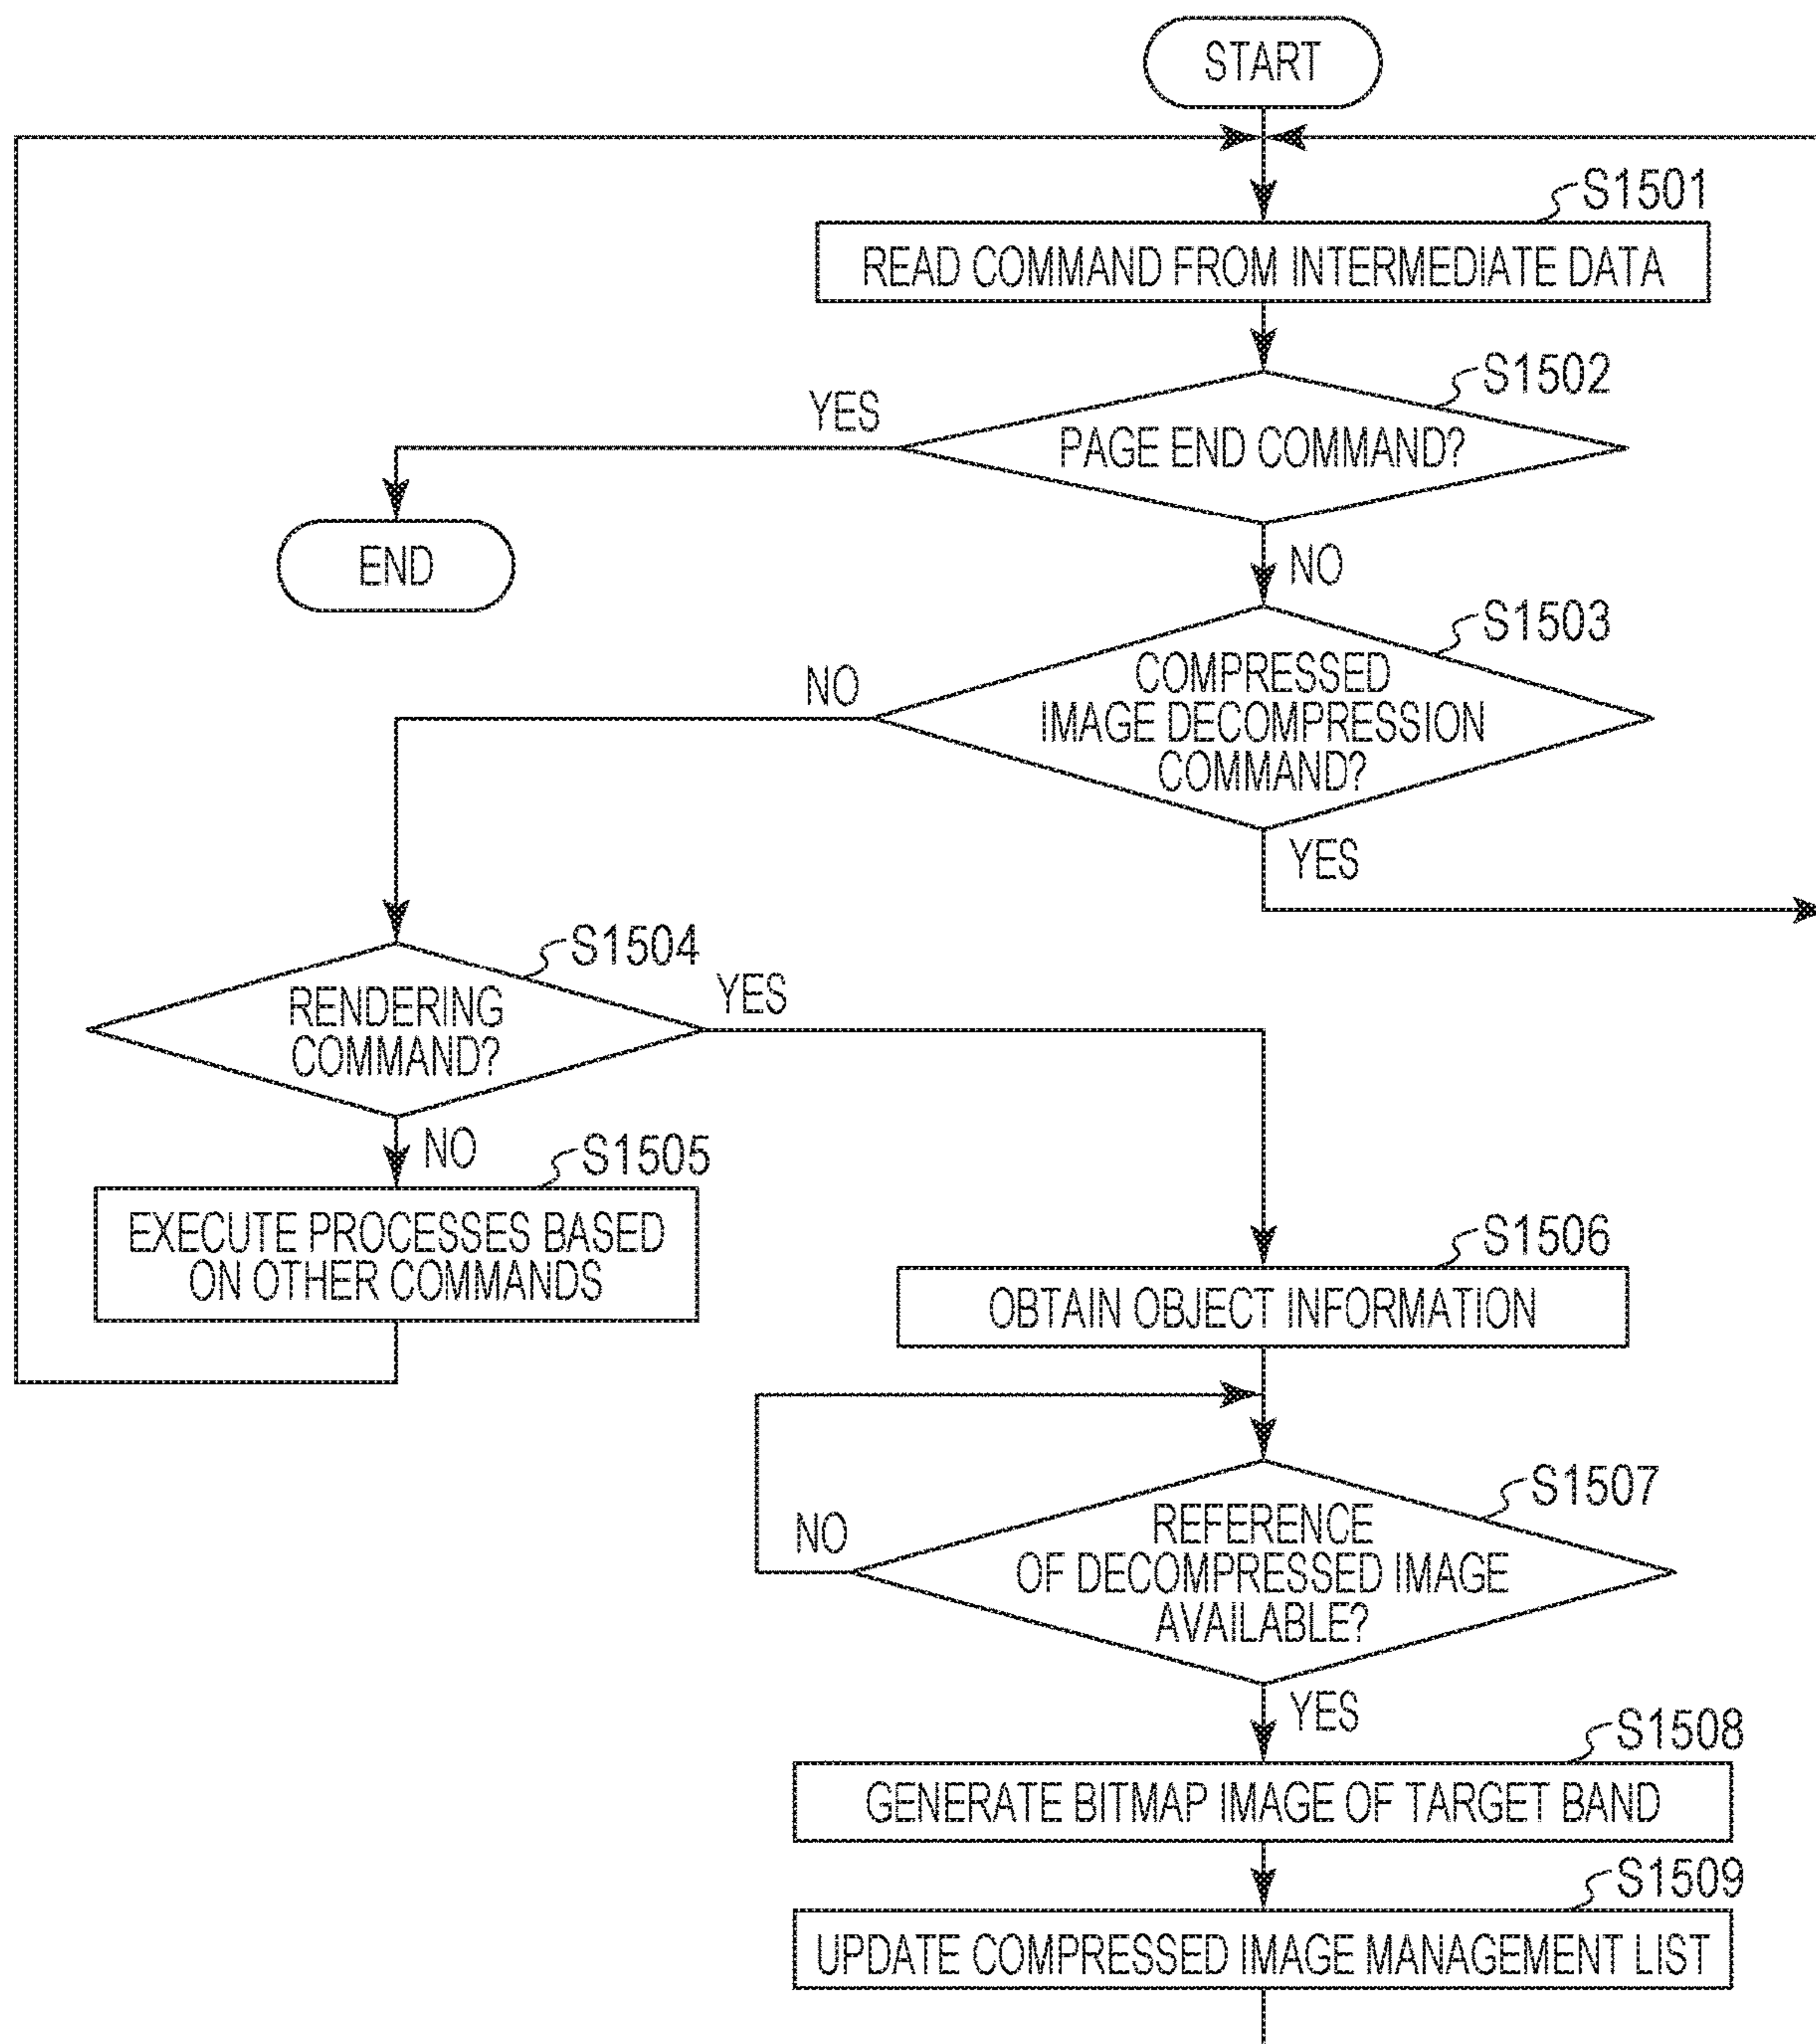 START
S1501
READ COMMAND FROM INTERMEDIATE DATA
S1502
YES
PAGE END COMMAND?
END
NO
S1503
NO
COMPRESSED
IMAGE DECOMPRESSION
COMMAND?
YES
S1504
YES
RENDERING
COMMAND?
NO
S1505
EXECUTE PROCESSES BASED
ON OTHER COMMANDS
S1506
OBTAIN OBJECT INFORMATION
S1507
NO
REFERENCE
OF DECOMPRESSED IMAGE
AVAILABLE?
YES
S1508
GENERATE BITMAP IMAGE OF TARGET BAND
S1509
UPDATE COMPRESSED IMAGE MANAGEMENT LIST